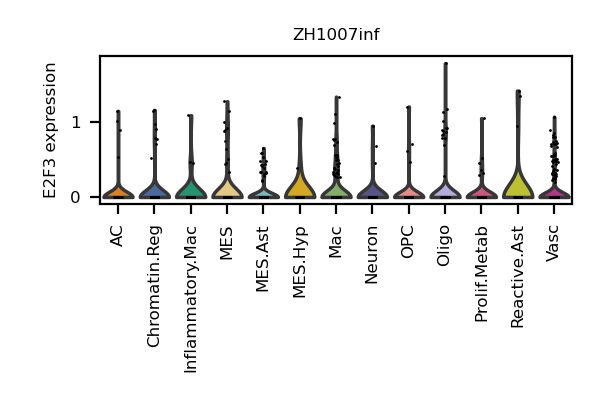 ZH1007inf
E2F3 expression
1
0
AC
Chromatin.Reg
Inflammatory.Mac
MES
MES.Ast
MES.Hyp
Mac
Neuron
OPC
Oligo
Prolif.Metab
Reactive.Ast
Vasc